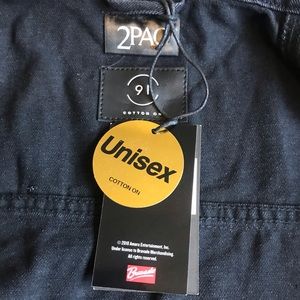 2PAC
91
COTTON ON
Unisex
COTTON ON
© 2018 Amaru Entertainment, Inc.
Under license to Bravado Merchandising.
All rights reserved.
Bravado